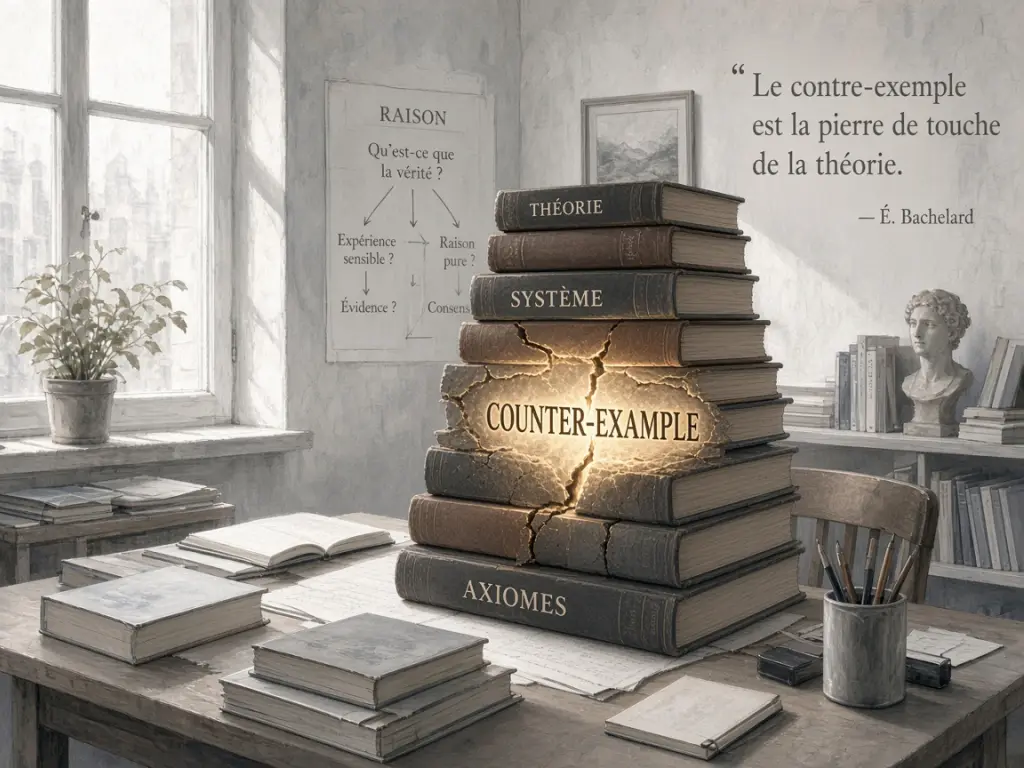 “ Le contre-exemple
est la pierre de touche
de la théorie.
— É. Bachelard
RAISON
Qu'est-ce que
la vérité ?
Expérience
sensible ?
Raison
pure ?
Évidence ?
Consens
THÉORIE
SYSTÈME
COUNTER-EXAMPLE
AXIOMES